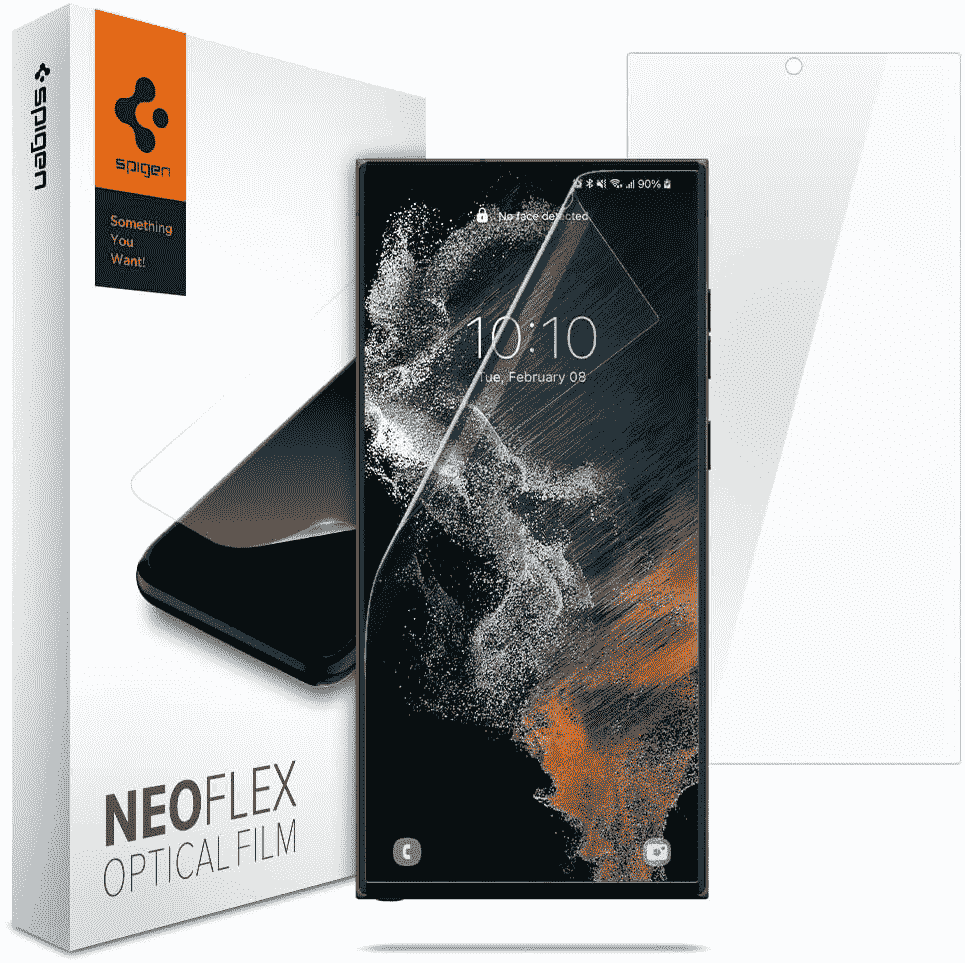 spigen
spigen
Something
You
Want!
NEOFLEX
OPTICAL FILM
90%
No face detected
10:10
Tue, February 08